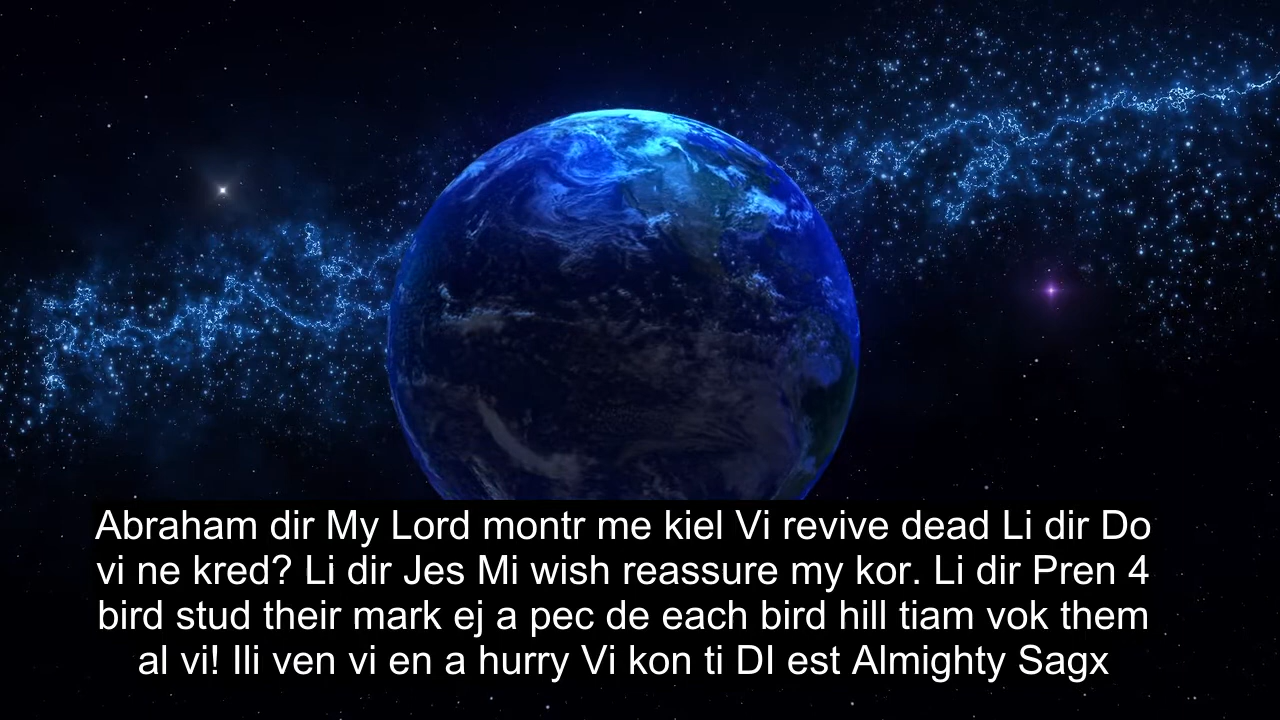 Abraham dir My Lord montr me kiel Vi revive dead Li dir Do
vi ne kred? Li dir Jes Mi wish reassure my kor. Li dir Pren 4
bird stud their mark ej a pec de each bird hill tiam vok them
al vi! Ili ven vi en a hurry Vi kon ti DI est Almighty Sagx